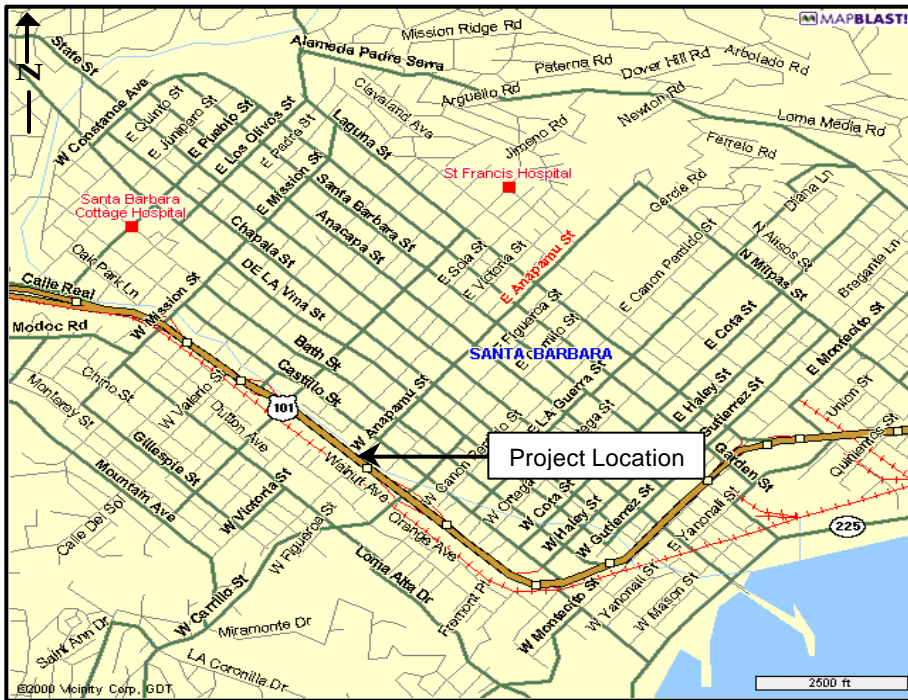 MAPBLAST!
N
State St
Mission Ridge Rd
Alameda Padre Serra
Paterna Rd
Dover Hill Rd
Arbolado Rd
W Constance Ave
E Quinto St
E Junipero St
E Pueblo St
E Los Olivos St
E Padre St
E Mission St
Laguna St
Cleveland Ave
Arguello Rd
Newton Rd
Loma Media Rd
Jimeno Rd
Ferrelo Rd
St Francis Hospital
Garcia Rd
Diana Ln
Santa Barbara
Cottage Hospital
Santa Barbara St
Anacapa St
Chapala St
DE LA Vina St
E Sola St
E Victoria St
E Anapamu St
E Canon Perdido St
N Alisos St
N Milpas St
Bregante Ln
Oak Park Ln
Calle Real
Modoc Rd
W Mission St
E Figueroa St
E Cota St
E Montecito St
SANTA BARBARA
Bath St
Castillo St
W Anapamu St
E LA Guerra St
E Haley St
Gutierrez St
Union St
Chino St
W Valerio St
Monterey St
Dutton Ave
101
Gillespie St
Mountain Ave
W Victoria St
Walnut Ave
Project Location
Garden St
Quinientos St
Calle Del Sol
W Figueroa St
Orange Ave
W Ortega St
W Cota St
W Haley St
W Gutierrez St
E Yanonali St
225
Loma Alta Dr
Fremont Pl
W Carrillo St
W Montecito St
W Yanonali St
W Mason St
Miramonte Dr
Saint Ann Dr
LA Coronilla Dr
©2000 Vicinity Corp, GDT
2500 ft